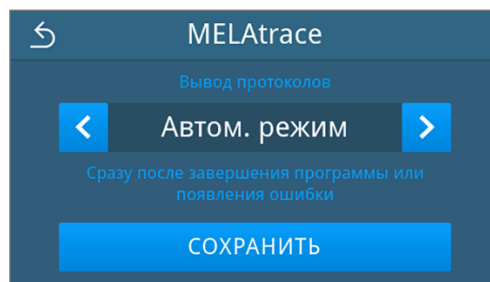 MELAtrace
Вывод протоколов
Автом. режим
Сразу после завершения программы или
появления ошибки
СОХРАНИТЬ